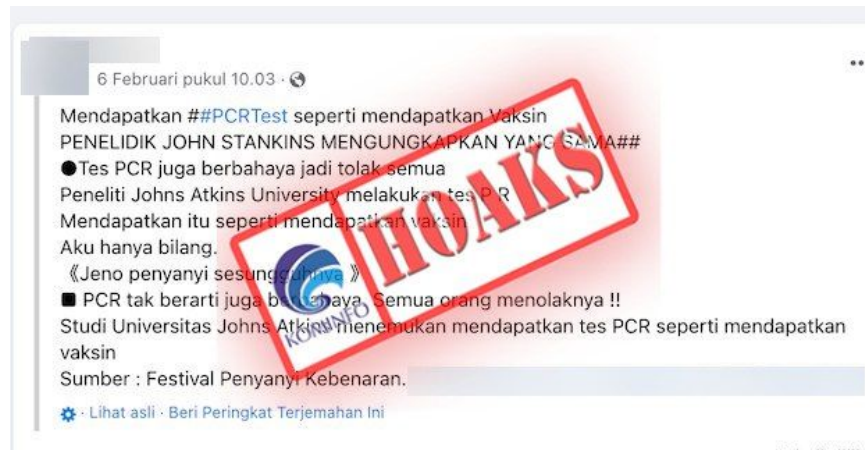 6 Februari pukul 10.03 ·
Mendapatkan ##PCRTest seperti mendapatkan Vaksin
PENELIDIK JOHN STANKINS MENGUNGKAPKAN YANG SAMA##
●Tes PCR juga berbahaya jadi tolak semua
Peneliti Johns Atkins University melakukan tes P R
Mendapatkan itu seperti mendapatkan vaksin
Aku hanya bilang.
《Jeno penyanyi sesungguhnya 》
■ PCR tak berarti juga berbahaya. Semua orang menolaknya !!
Studi Universitas Johns Atkins menemukan mendapatkan tes PCR seperti mendapatkan
vaksin
Sumber : Festival Penyanyi Kebenaran.
· Lihat asli · Beri Peringkat Terjemahan Ini
HOAKS
KOMINFO